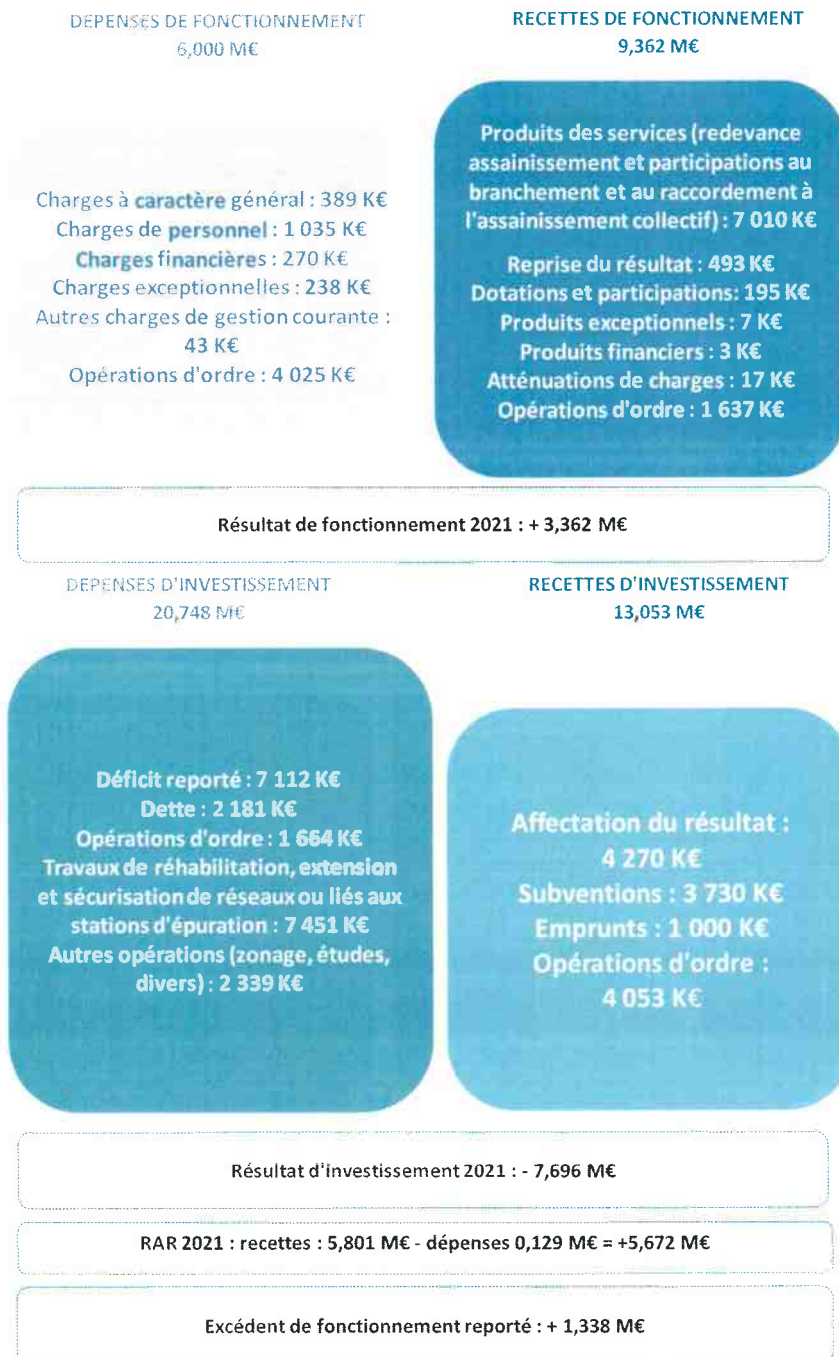 DEPENSES DE FONCTIONNEMENT
6,000 M€
RECETTES DE FONCTIONNEMENT
9,362 M€
Charges à caractère général : 389 K€
Charges de personnel : 1 035 K€
Charges financières : 270 K€
Charges exceptionnelles : 238 K€
Autres charges de gestion courante :
43 K€
Opérations d'ordre : 4 025 K€
Produits des services (redevance
assainissement et participations au
branchement et au raccordement à
l'assainissement collectif) : 7 010 K€
Reprise du résultat : 493 K€
Dotations et participations: 195 K€
Produits exceptionnels : 7 K€
Produits financiers : 3 K€
Atténuations de charges : 17 K€
Opérations d'ordre : 1 637 K€
Résultat de fonctionnement 2021 : + 3,362 M€
DEPENSES D'INVESTISSEMENT
20,748 M€
RECETTES D'INVESTISSEMENT
13,053 M€
Déficit reporté : 7 112 K€
Dette : 2 181 K€
Opérations d'ordre : 1 664 K€
Travaux de réhabilitation, extension
et sécurisation de réseaux ou liés aux
stations d'épuration : 7 451 K€
Autres opérations (zonage, études,
divers) : 2 339 K€
Affectation du résultat :
4 270 K€
Subventions : 3 730 K€
Emprunts : 1 000 K€
Opérations d'ordre :
4 053 K€
Résultat d'investissement 2021 : - 7,696 M€
RAR 2021 : recettes : 5,801 M€ - dépenses 0,129 M€ = +5,672 M€
Excédent de fonctionnement reporté : + 1,338 M€